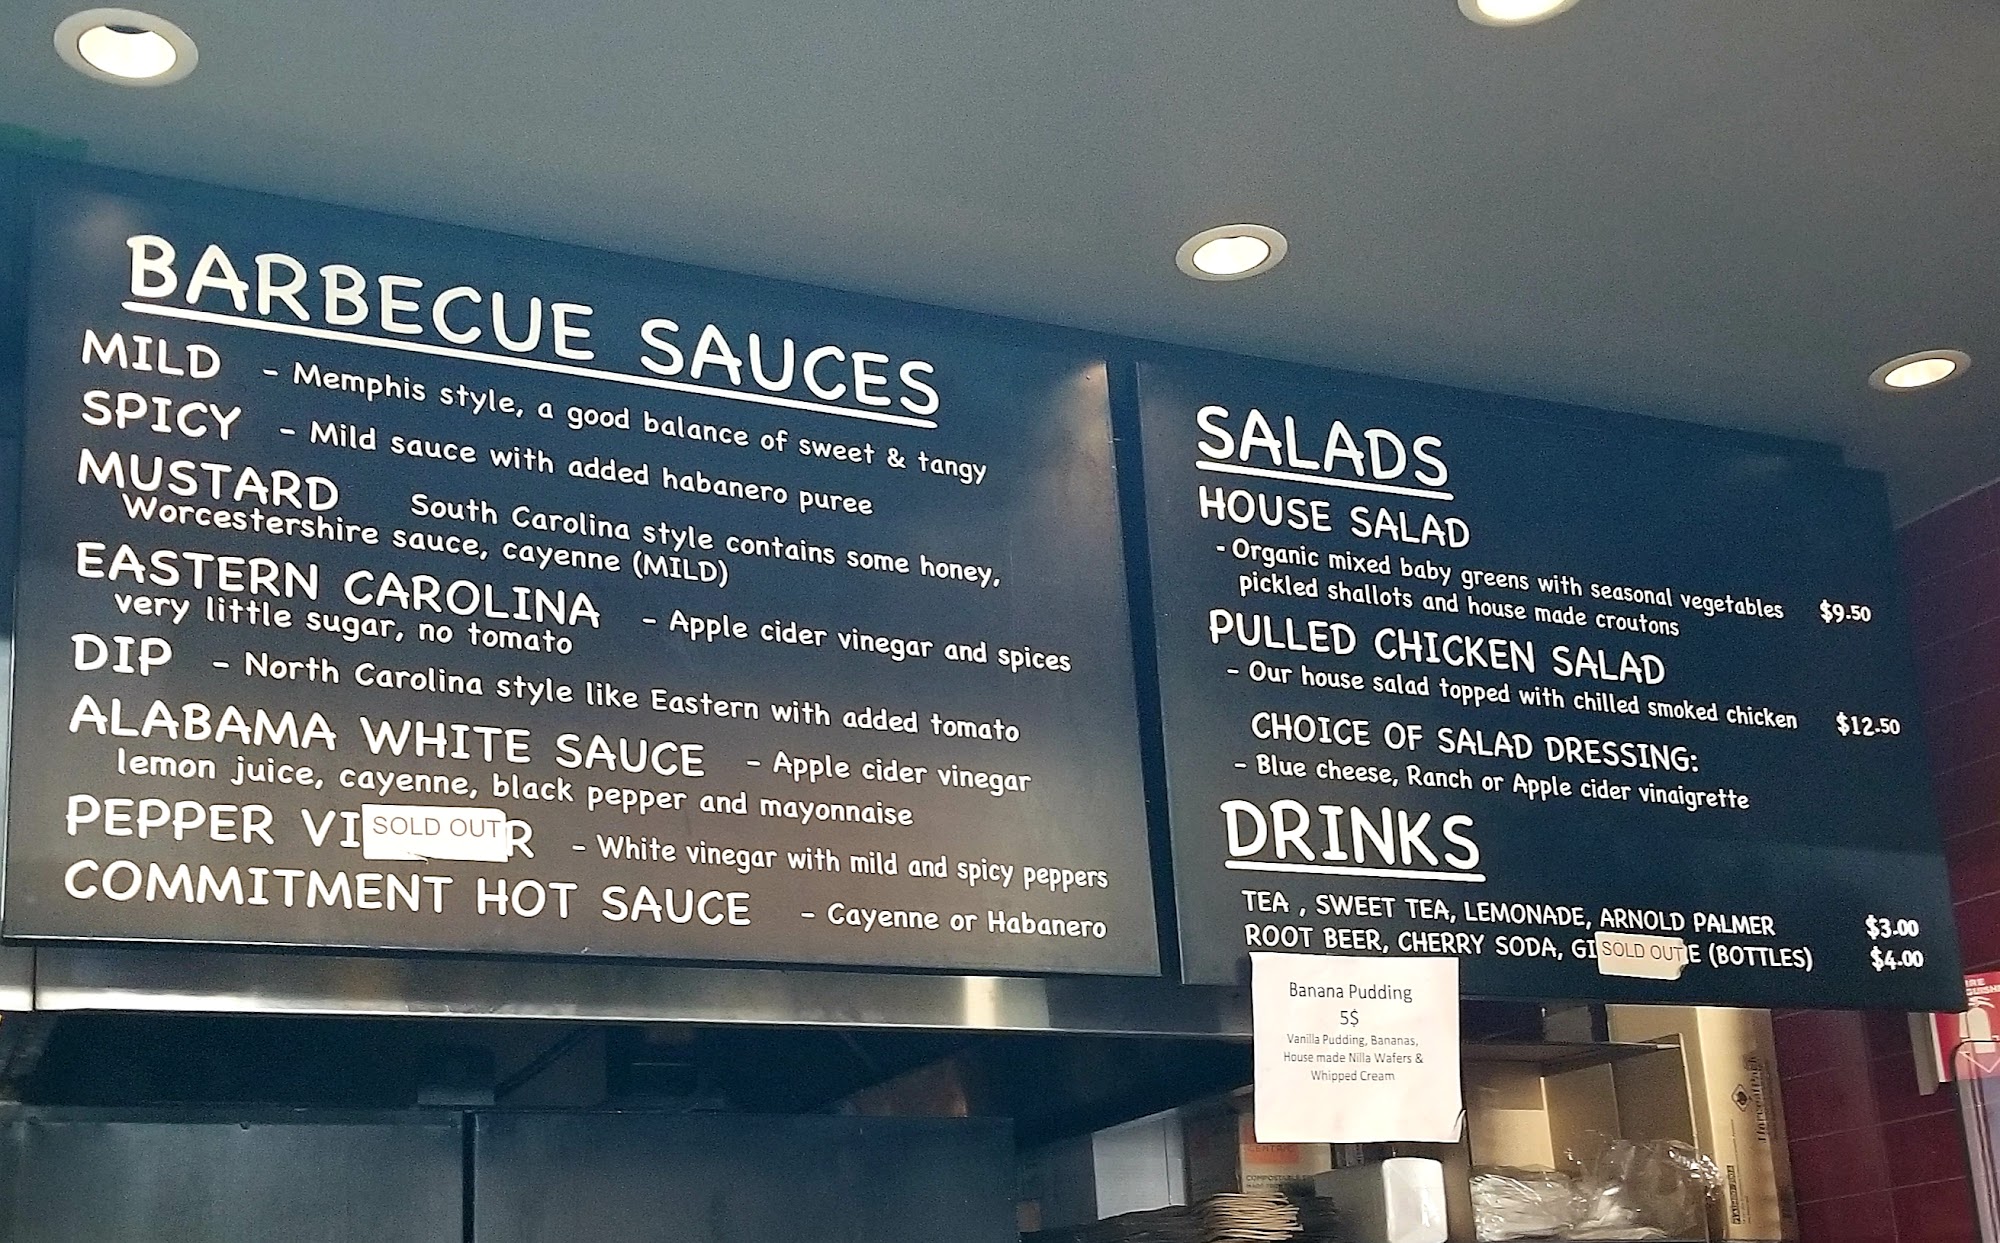 BARBECUE SAUCES
MILD - Memphis style, a good balance of sweet & tangy
SPICY - Mild sauce with added habanero puree
MUSTARD South Carolina style contains some honey,
Worcestershire sauce, cayenne (MILD)
EASTERN CAROLINA - Apple cider vinegar and spices
very little sugar, no tomato
DIP - North Carolina style like Eastern with added tomato
ALABAMA WHITE SAUCE - Apple cider vinegar
lemon juice, cayenne, black pepper and mayonnaise
PEPPER VI SOLD OUT R - White vinegar with mild and spicy peppers
COMMITMENT HOT SAUCE - Cayenne or Habanero
SALADS
HOUSE SALAD
- Organic mixed baby greens with seasonal vegetables $9.50
pickled shallots and house made croutons
PULLED CHICKEN SALAD
- Our house salad topped with chilled smoked chicken $12.50
CHOICE OF SALAD DRESSING:
- Blue cheese, Ranch or Apple cider vinaigrette
DRINKS
TEA , SWEET TEA, LEMONADE, ARNOLD PALMER $3.00
ROOT BEER, CHERRY SODA, GI SOLD OUT E (BOTTLES) $4.00
Banana Pudding
5$
Vanilla Pudding, Bananas,
House made Nilla Wafers &
Whipped Cream